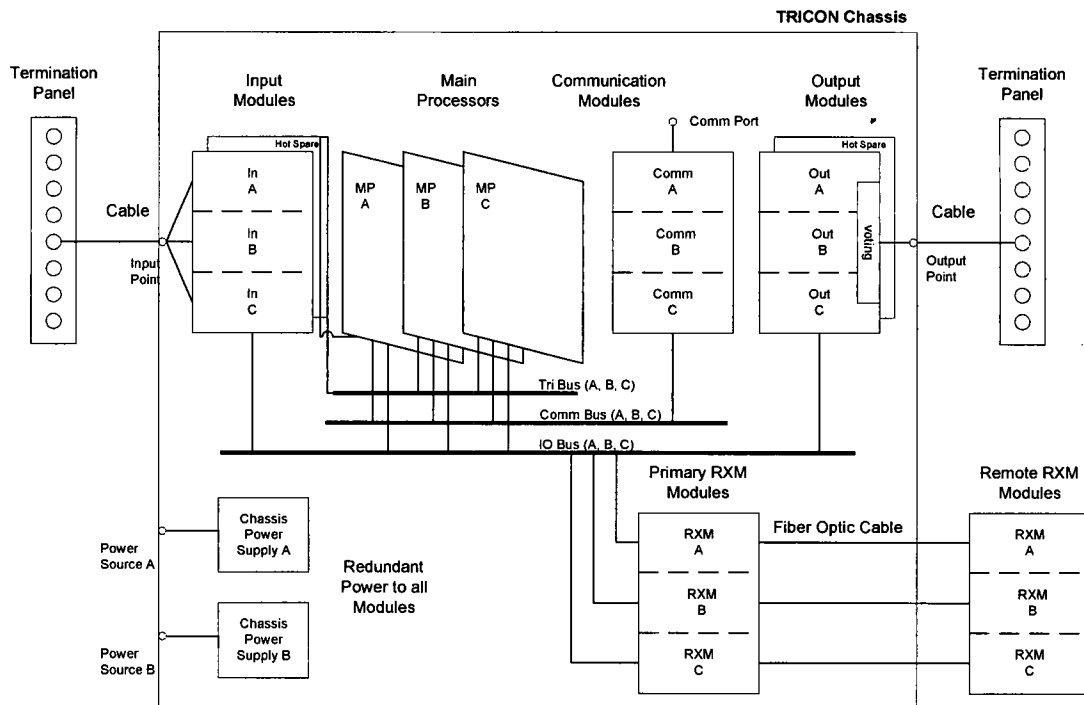 TRICON Chassis
Termination
Panel
Input
Modules
Main
Processors
Communication
Modules
Output
Modules
Termination
Panel
Comm Port
Hot Spare
Hot Spare
In
A
In
B
In
C
MP
A
MP
B
MP
C
Comm
A
Comm
B
Comm
C
Out
A
Out
B
Out
C
voting
Cable
Input
Point
Cable
Output
Point
Tri Bus (A, B, C)
Comm Bus (A, B, C)
IO Bus (A, B, C)
Primary RXM
Modules
Remote RXM
Modules
Chassis
Power
Supply A
Power
Source A
Redundant
Power to all
Modules
Chassis
Power
Supply B
Power
Source B
RXM
A
RXM
B
RXM
C
Fiber Optic Cable
RXM
A
RXM
B
RXM
C